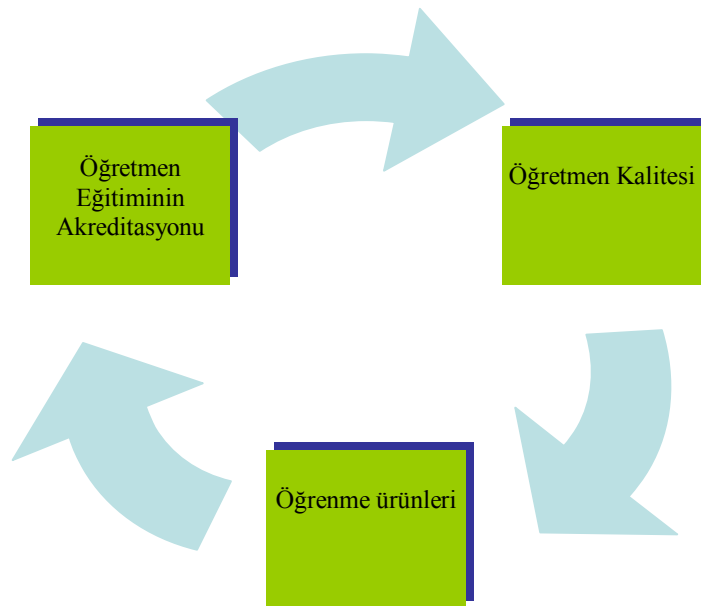 Öğretmen
Eğitiminin
Akreditasyonu
Öğretmen Kalitesi
Öğrenme ürünleri